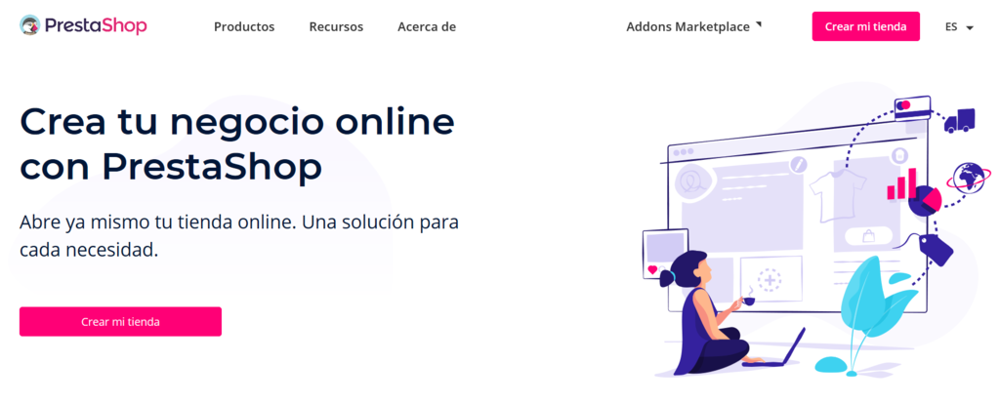 PrestaShop
Productos
Recursos
Acerca de
Addons Marketplace
Crear mi tienda
ES
Crea tu negocio online
con PrestaShop
Abre ya mismo tu tienda online. Una solución para
cada necesidad.
Crear mi tienda